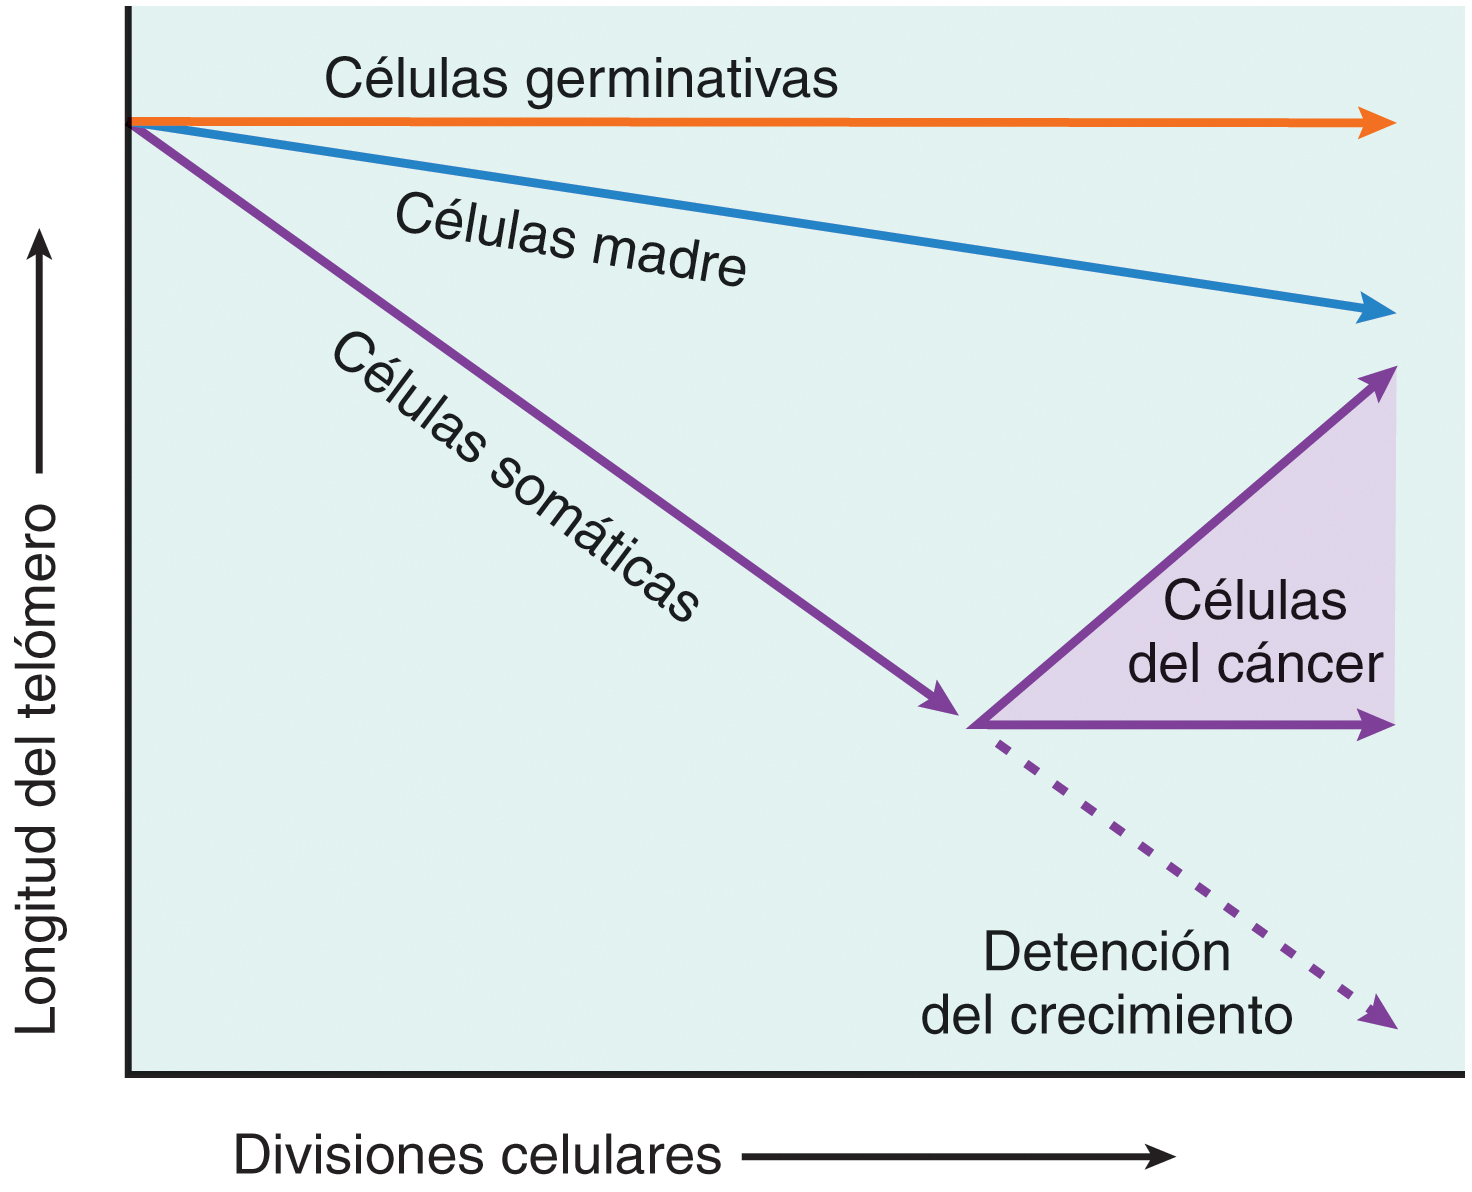 Células germinativas
Células madre
Células somáticas
Células
del cáncer
Detención
del crecimiento
Longitud del telómero
Divisiones celulares